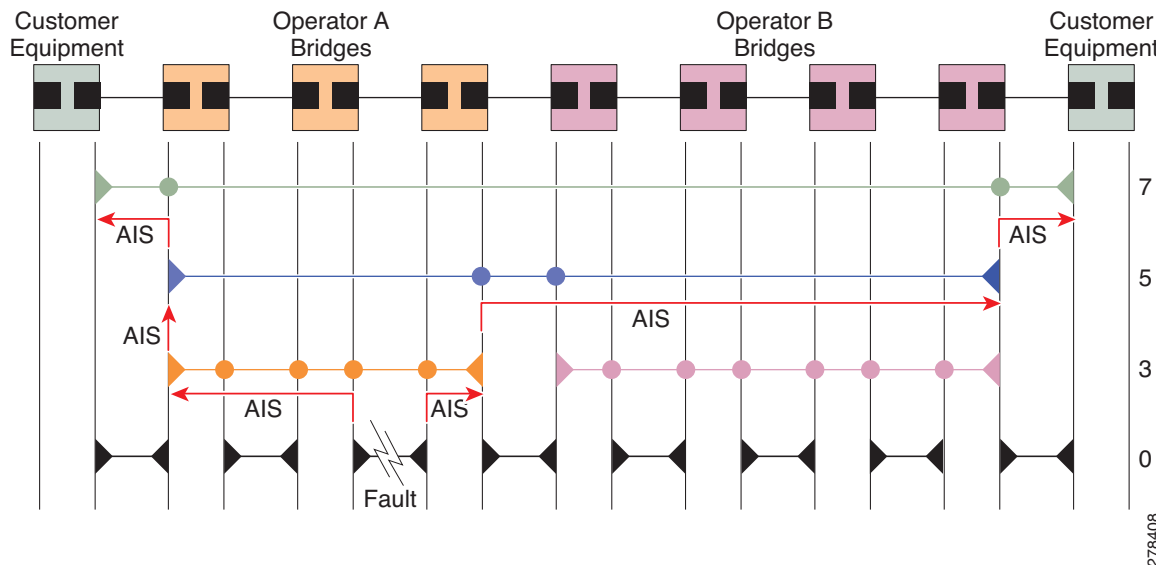 Customer
Equipment
Operator A
Bridges
Operator B
Bridges
Customer
Equipment
7
AIS
AIS
5
AIS
AIS
3
AIS
AIS
0
Fault
278408